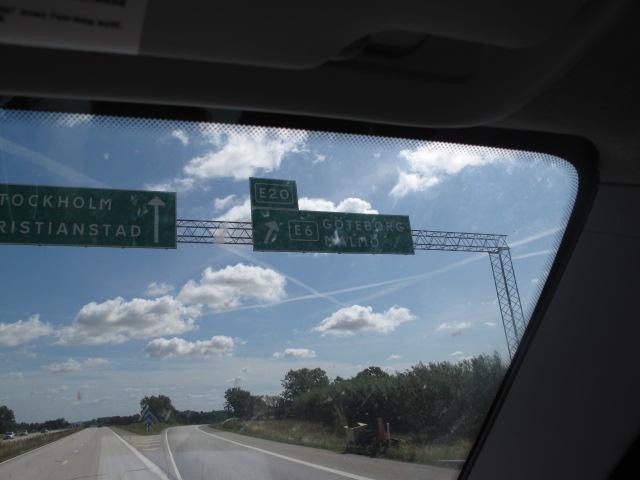 TOCKHOLM
RISTIANSTAD
E20
E6 GÖTEBORG
MALMÖ